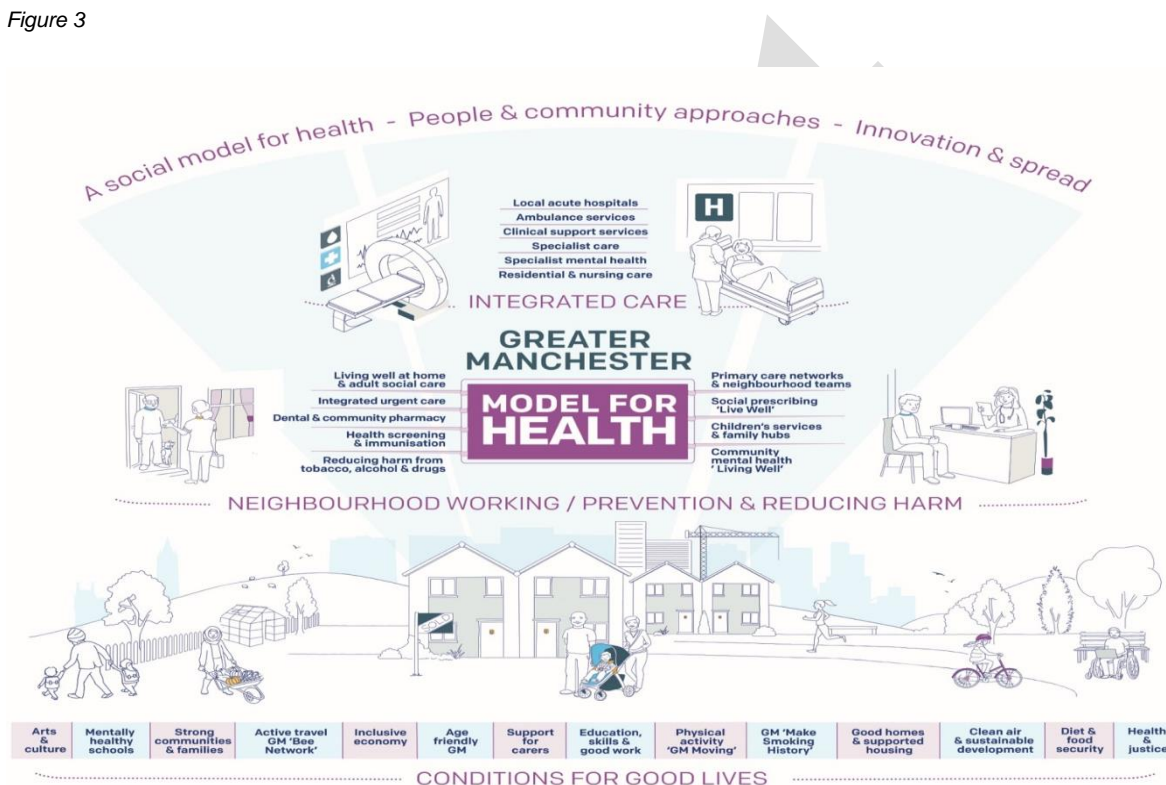 Figure 3
A social model for health - People & community approaches - Innovation & spread
H
Local acute hospitals
Ambulance services
Clinical support services
Specialist care
Specialist mental health
Residential & nursing care
INTEGRATED CARE
GREATER
MANCHESTER
MODEL FOR
HEALTH
Living well at home
& adult social care
Integrated urgent care
Dental & community pharmacy
Health screening
& immunisation
Reducing harm from
tobacco, alcohol & drugs
Primary care networks
& neighbourhood teams
Social prescribing
'Live Well'
Children's services
& family hubs
Community
mental health
'Living Well'
NEIGHBOURHOOD WORKING / PREVENTION & REDUCING HARM
SOLD
Arts
&
culture
Mentally
healthy
schools
Strong
communities
& families
Active travel
GM 'Bee
Network'
Inclusive
economy
Age
friendly
GM
Support
for
carers
Education,
skills &
good work
Physical
activity
'GM Moving'
GM 'Make
Smoking
History'
Good homes
& supported
housing
Clean air
& sustainable
development
Diet &
food
security
Health
&
justice
CONDITIONS FOR GOOD LIVES